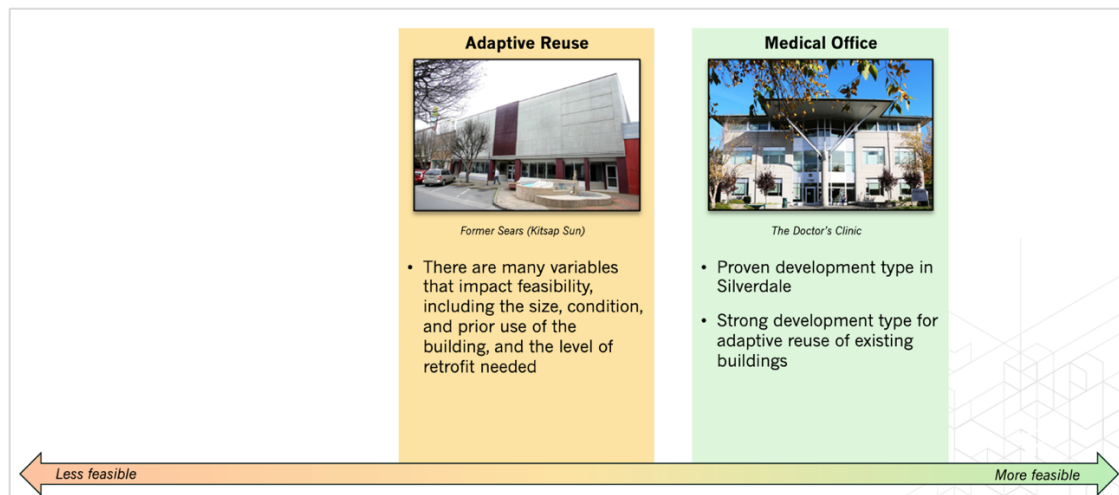 Adaptive Reuse
Former Sears (Kitsap Sun)
• There are many variables
that impact feasibility,
including the size, condition,
and prior use of the
building, and the level of
retrofit needed
Medical Office
The Doctor's Clinic
• Proven development type in
Silverdale
• Strong development type for
adaptive reuse of existing
buildings
Less feasible
More feasible